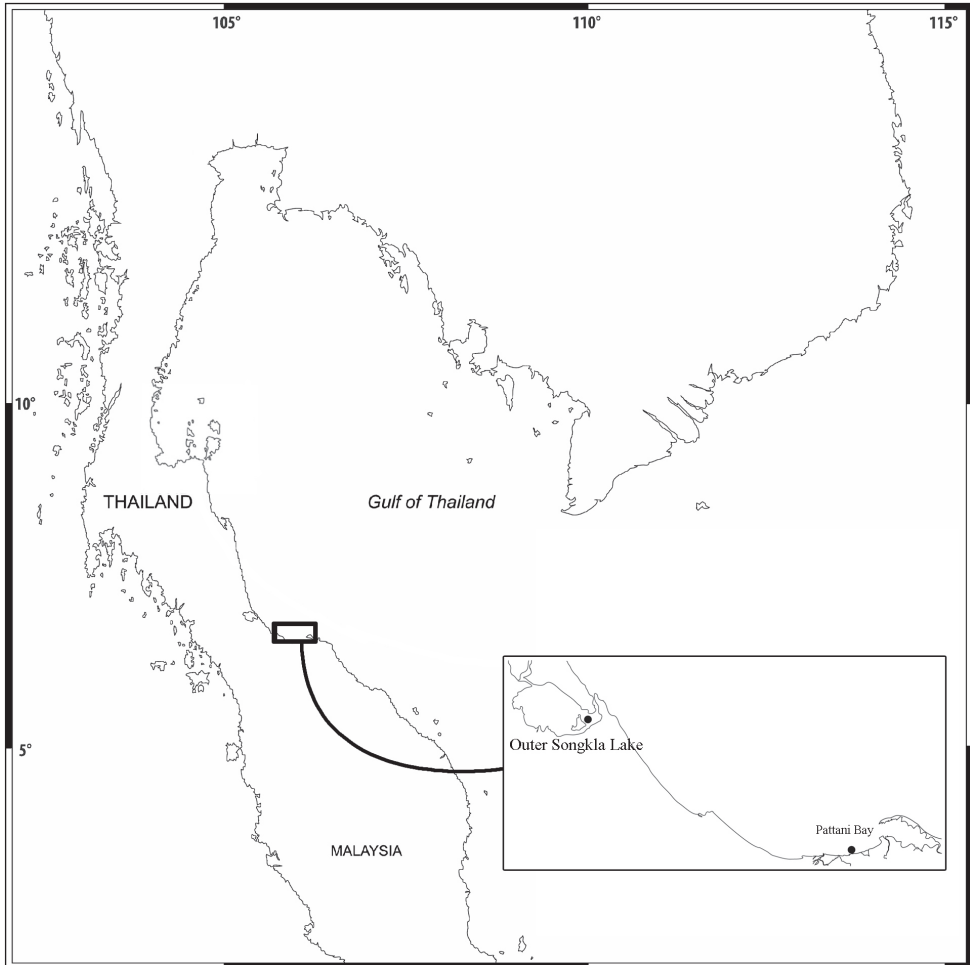 105°
110°
115°
10°
THAILAND
Gulf of Thailand
5°
Outer Songkla Lake
Pattani Bay
MALAYSIA